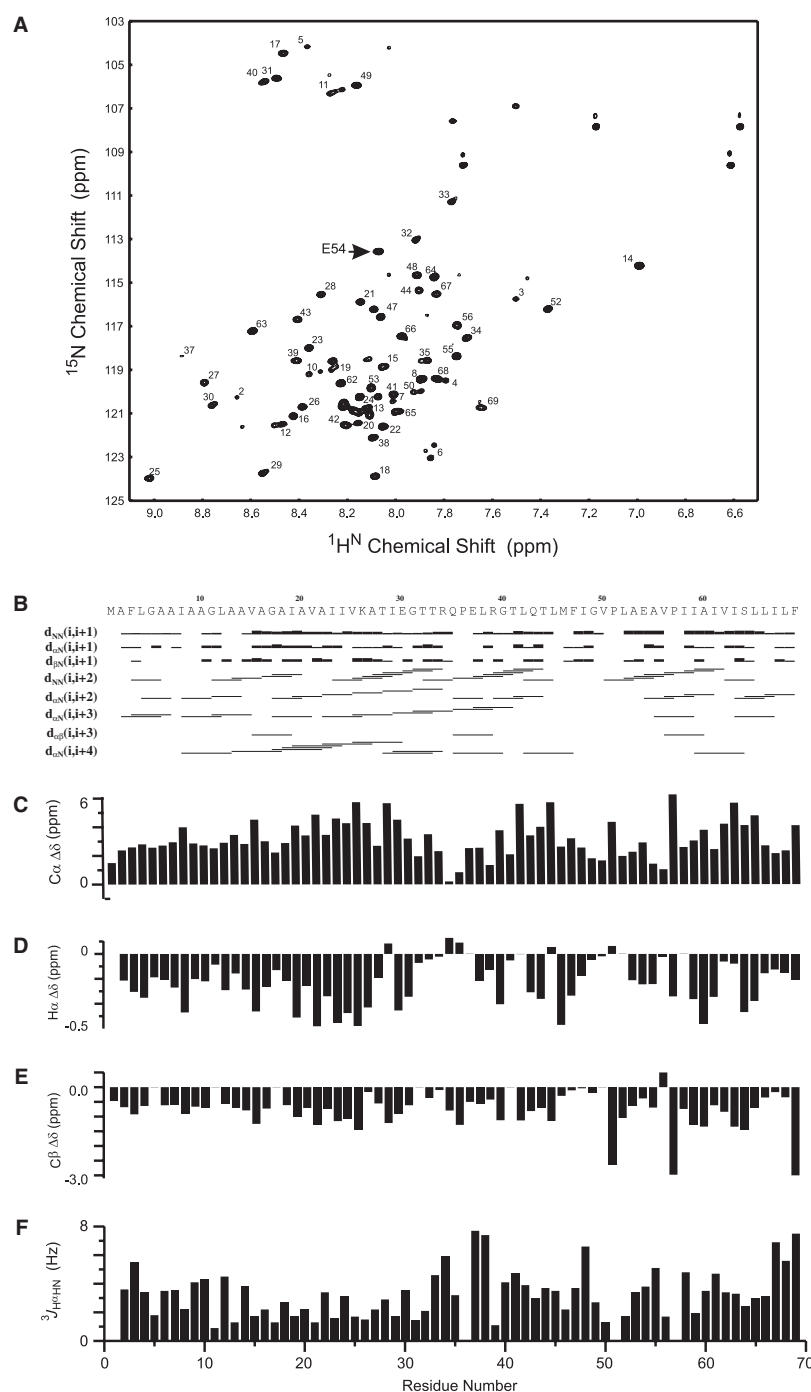 A
103
105
107
109
111
113
115
117
119
121
123
125
15N Chemical Shift (ppm)
9.0 8.8 8.6 8.4 8.2 8.0 7.8 7.6 7.4 7.2 7.0 6.8 6.6
1HN Chemical Shift (ppm)
17 5
40 31 11 49
33
32
E54
14
48 64
28 21 44 67 3 52
43 47
63 66 56 34
23
37 39 19 15 35 55
10
27 62 53 8 68 4
2 41 50
30 26 24 13 65 69
16
12 42 20 22
38
6
25 29 18
B
10 20 30 40 50 60
MAFLGAAIAAGLAAVAGAIAVAIIVKATIEGTTRQPELRGTLQTLMFIGVPLAEAVPIIAIVISLLILF
dNN(i,i+1)
dαN(i,i+1)
dβN(i,i+1)
dNN(i,i+2)
dαN(i,i+2)
dαN(i,i+3)
dαβ(i,i+3)
dαN(i,i+4)
C
6
0
Cα Δδ (ppm)
D
0
-0.5
Hα Δδ (ppm)
E
0.0
-3.0
Cβ Δδ (ppm)
F
8
4
0
3JHαHN (Hz)
0 10 20 30 40 50 60 70
Residue Number